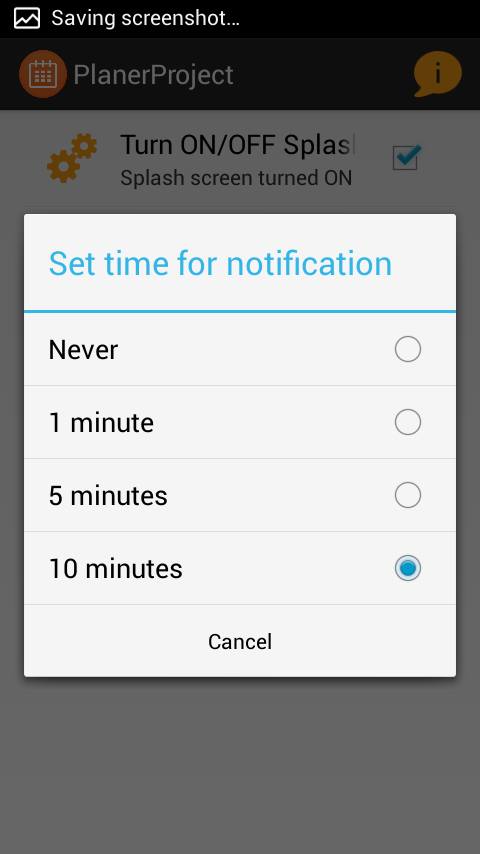 Saving screenshot...
PlanerProject
i
Turn ON/OFF Splas
Splash screen turned ON
Set time for notification
Never
1 minute
5 minutes
10 minutes
Cancel